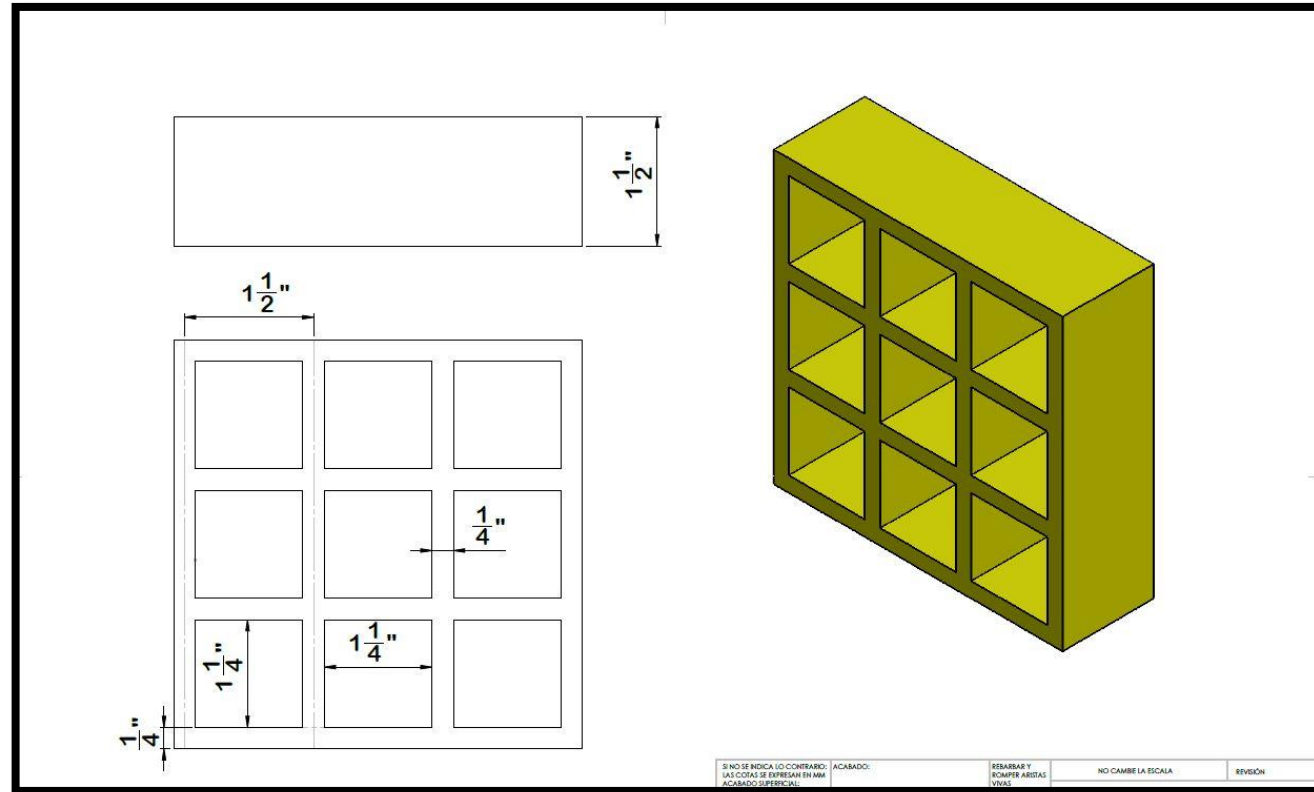 1 1/2"
1 1/2"
1/4"
1 1/4"
1 1/4"
1/4"
SI NO SE INDICA LO CONTRARIO:
LAS COTAS SE EXPRESAN EN MM
ACABADO SUPERFICIAL:
ACABADO:
REBARBAR Y
ROMPER ARISTAS
VIVAS
NO CAMBIE LA ESCALA
REVISIÓN